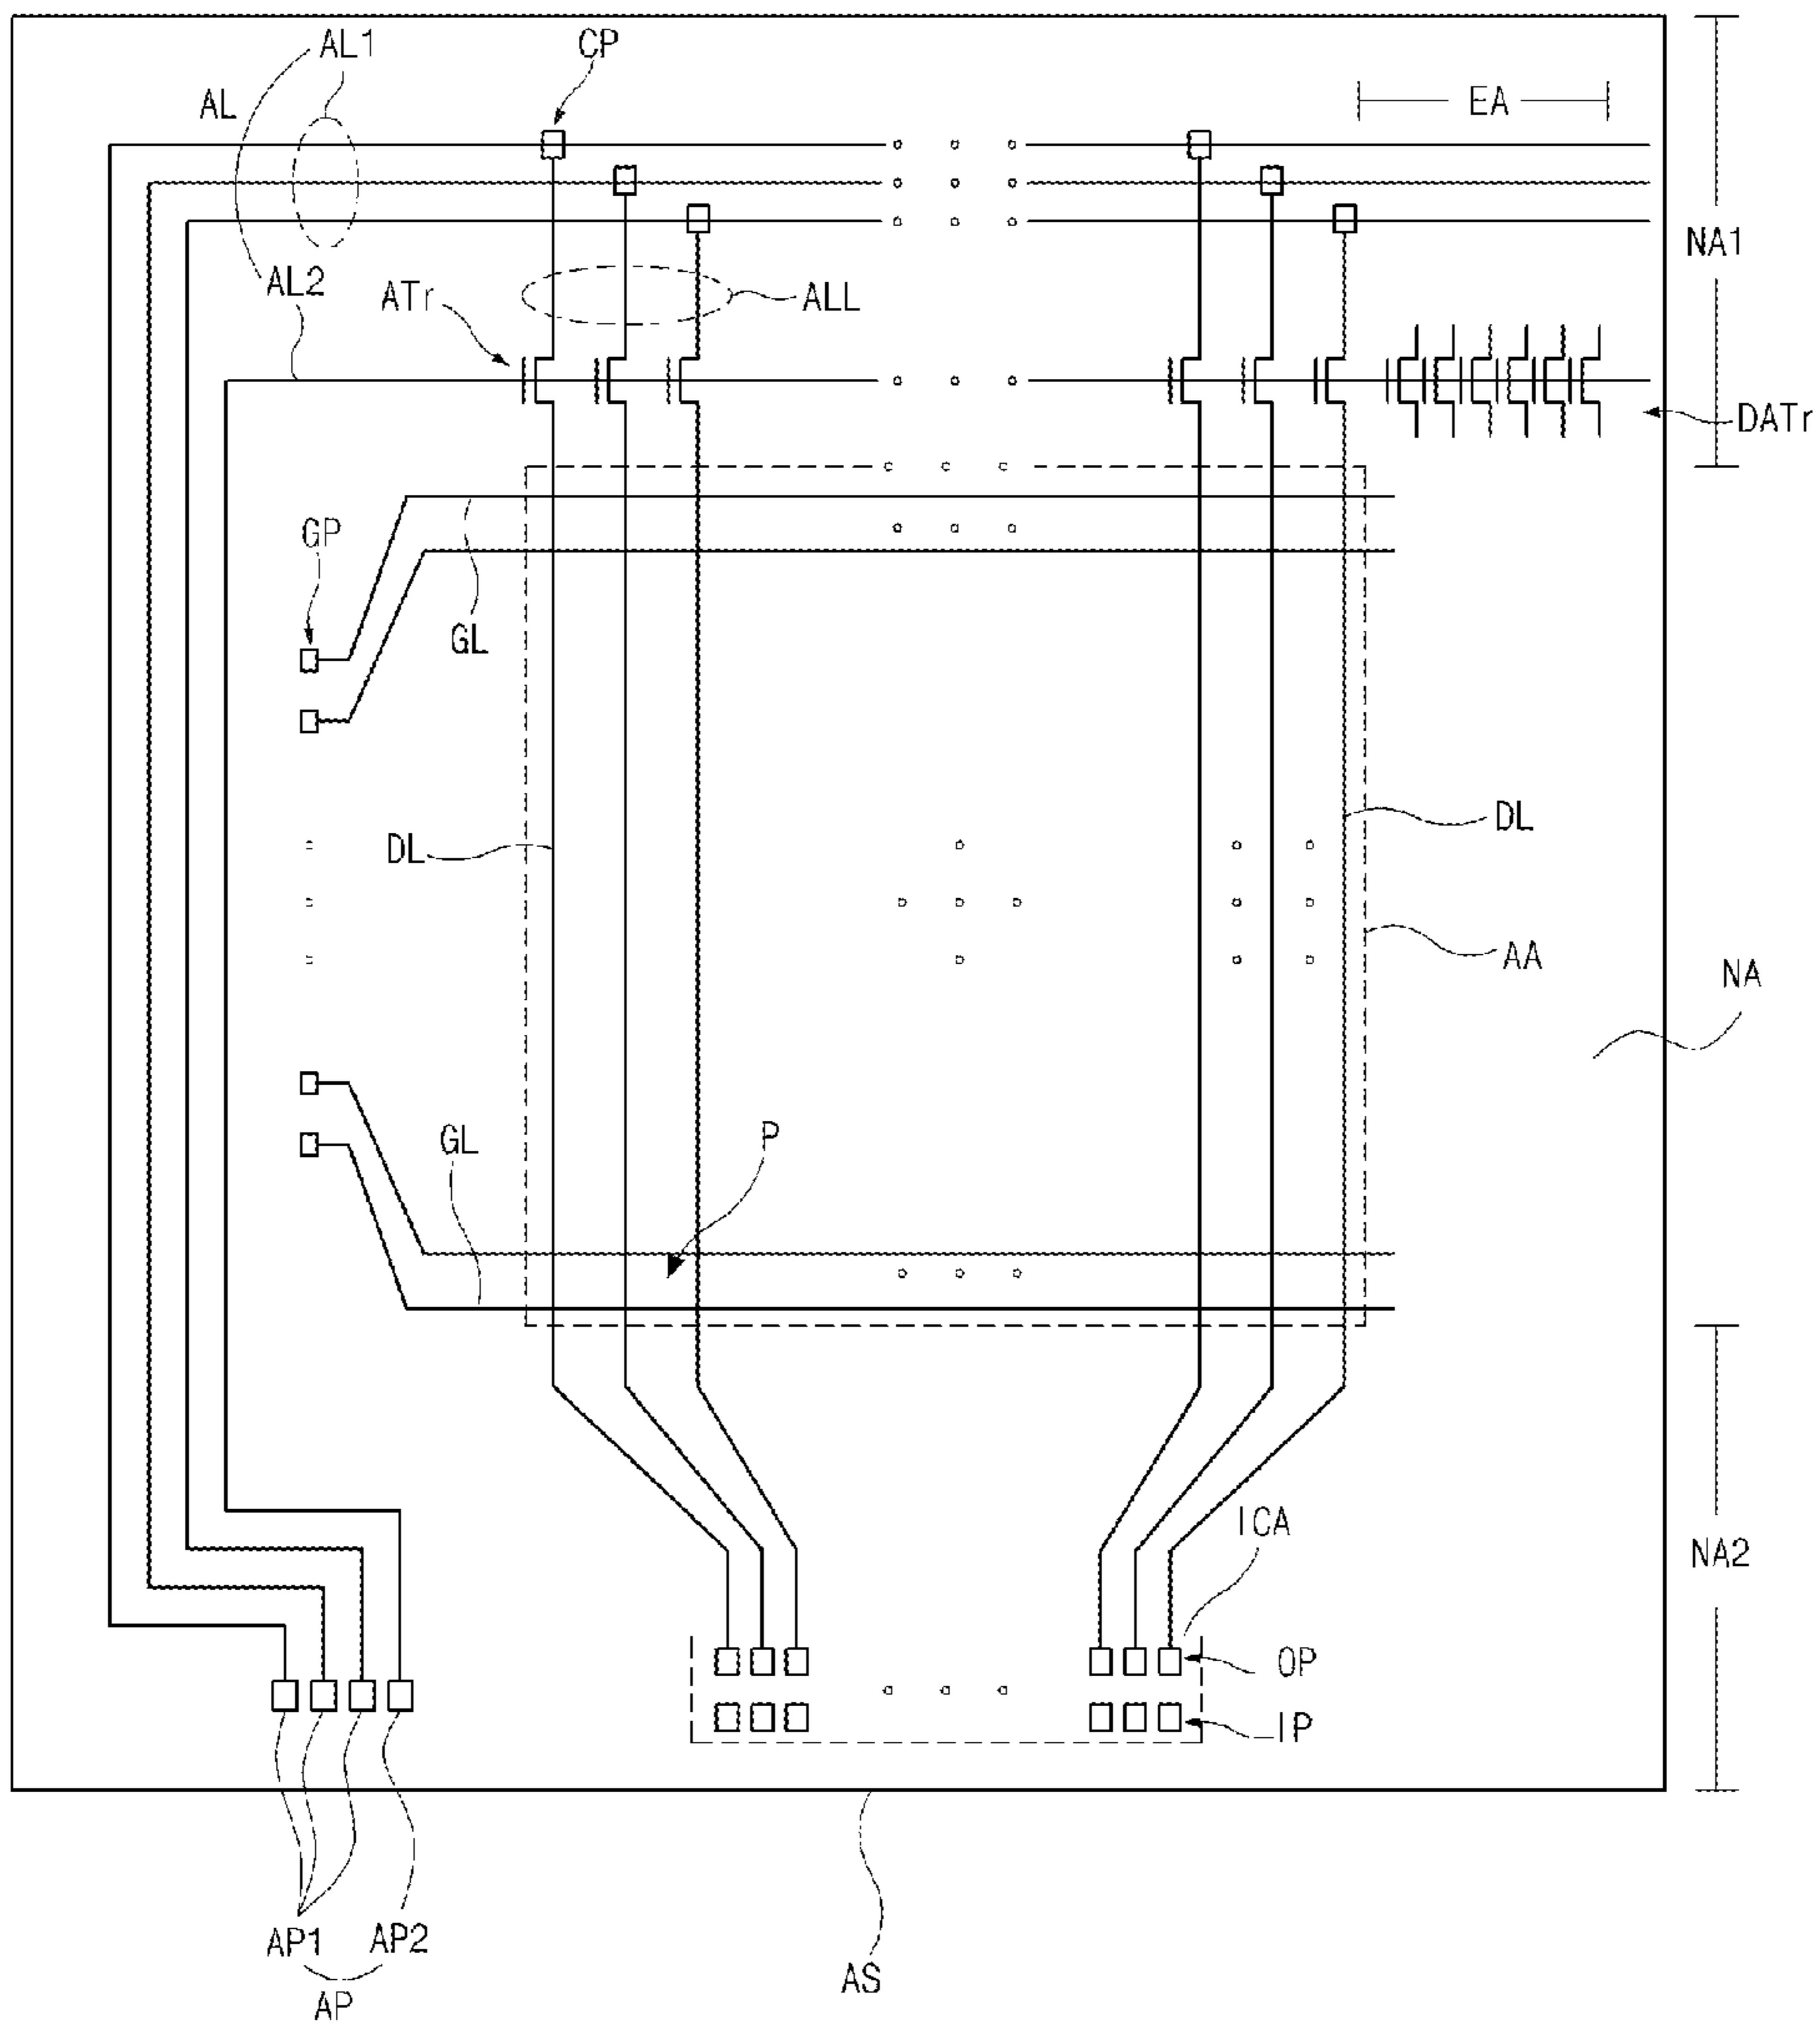 AL1
CP
AL
EA
NA1
AL2
ATr
ALL
DATr
GP
GL
DL
DL
AA
NA
GL
P
ICA
NA2
OP
IP
AP1
AP2
AP
AS